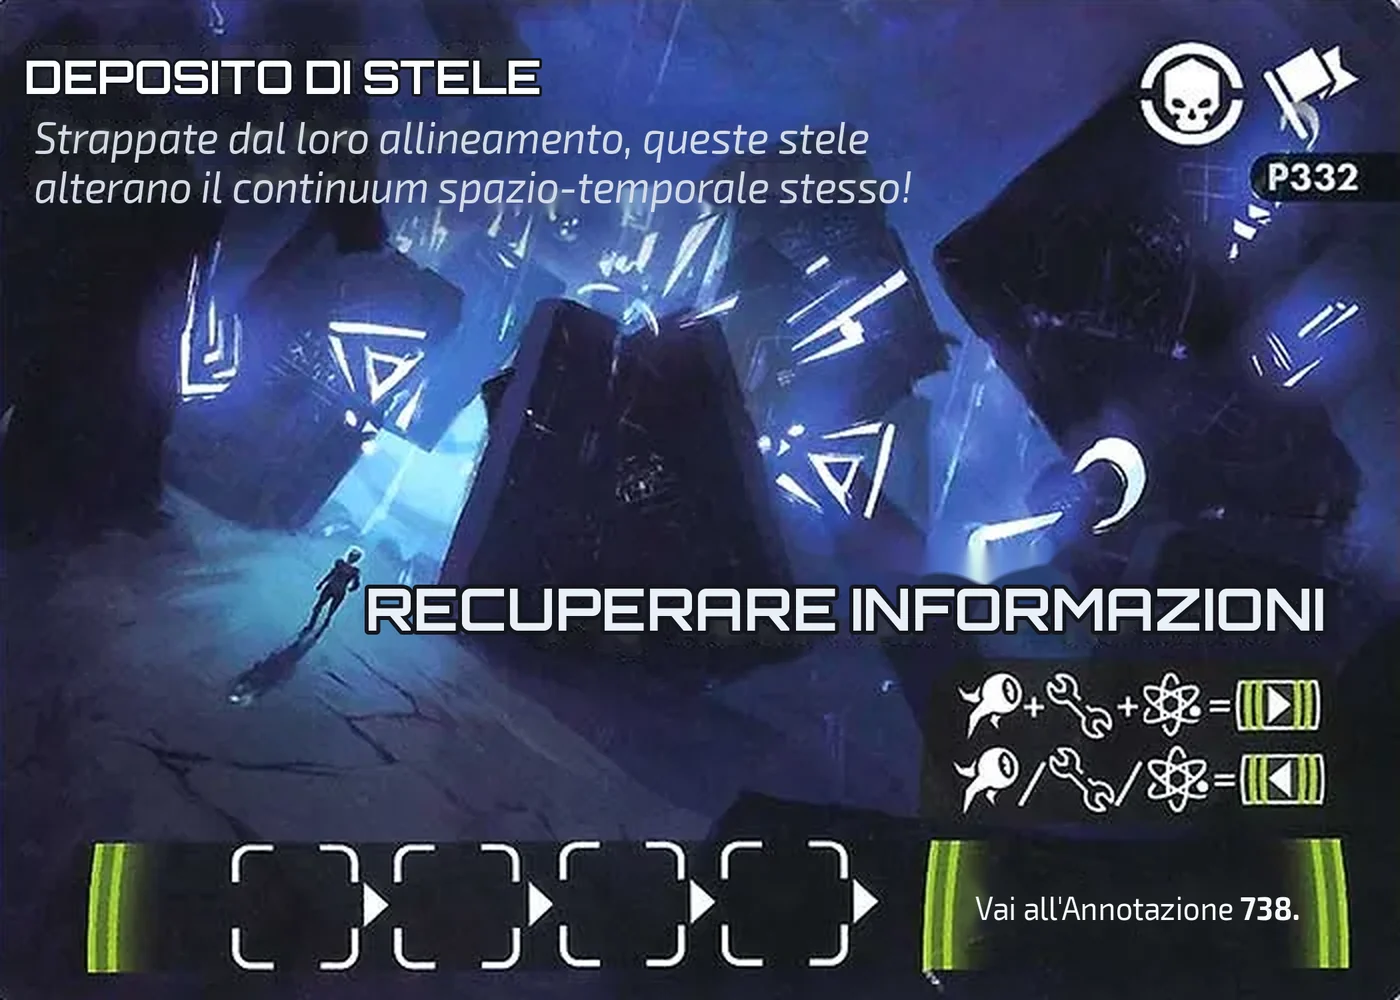 DEPOSITO DI STELE
Strappate dal loro allineamento, queste stele
alterano il continuum spazio-temporale stesso!
P332
RECUPERARE INFORMAZIONI
+ + =
/ / =
Vai all'Annotazione 738.